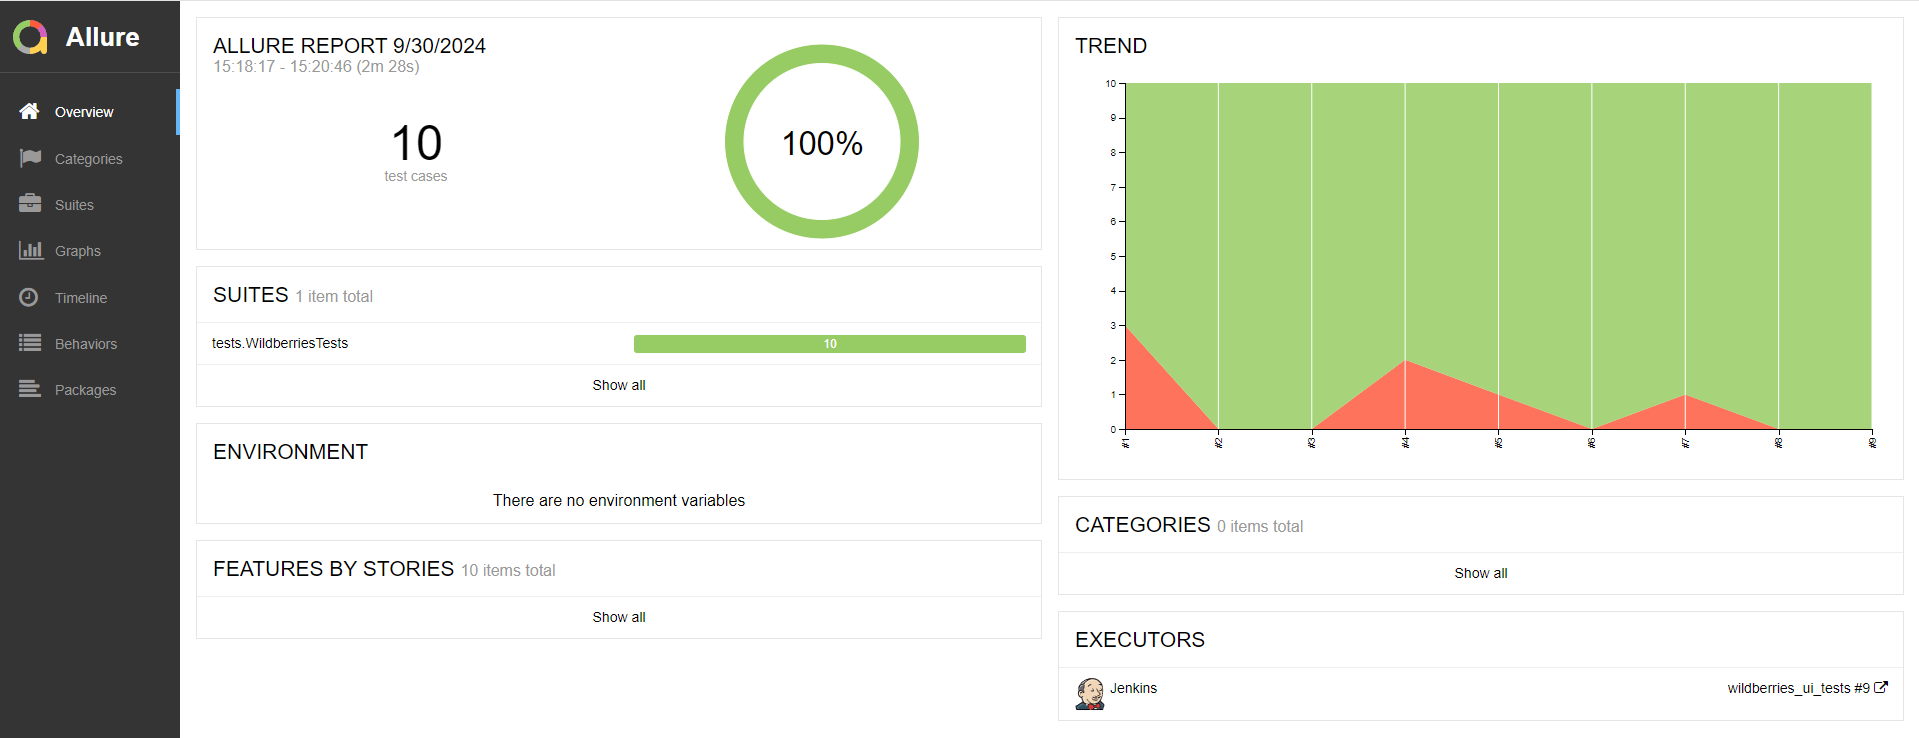 Allure
Overview
Categories
Suites
Graphs
Timeline
Behaviors
Packages
ALLURE REPORT 9/30/2024
15:18:17 - 15:20:46 (2m 28s)
10
test cases
100%
SUITES 1 item total
tests.WildberriesTests 10
Show all
ENVIRONMENT
There are no environment variables
FEATURES BY STORIES 10 items total
Show all
TREND
10
9
8
7
6
5
4
3
2
1
0
#1 #2 #3 #4 #5 #6 #7 #8 #9
CATEGORIES 0 items total
Show all
EXECUTORS
Jenkins wildberries_ui_tests #9